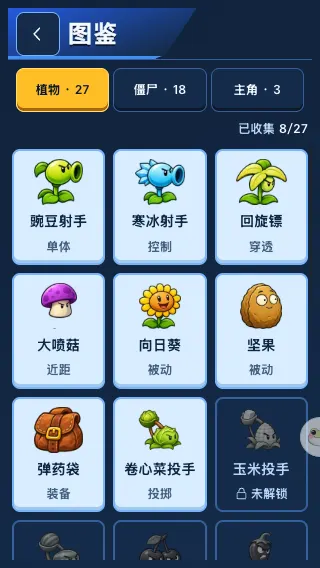 图鉴
植物 · 27
僵尸 · 18
主角 · 3
已收集 8/27
豌豆射手
单体
寒冰射手
控制
回旋镖
穿透
大喷菇
近距
向日葵
被动
坚果
被动
弹药袋
装备
卷心菜投手
投掷
玉米投手
未解锁